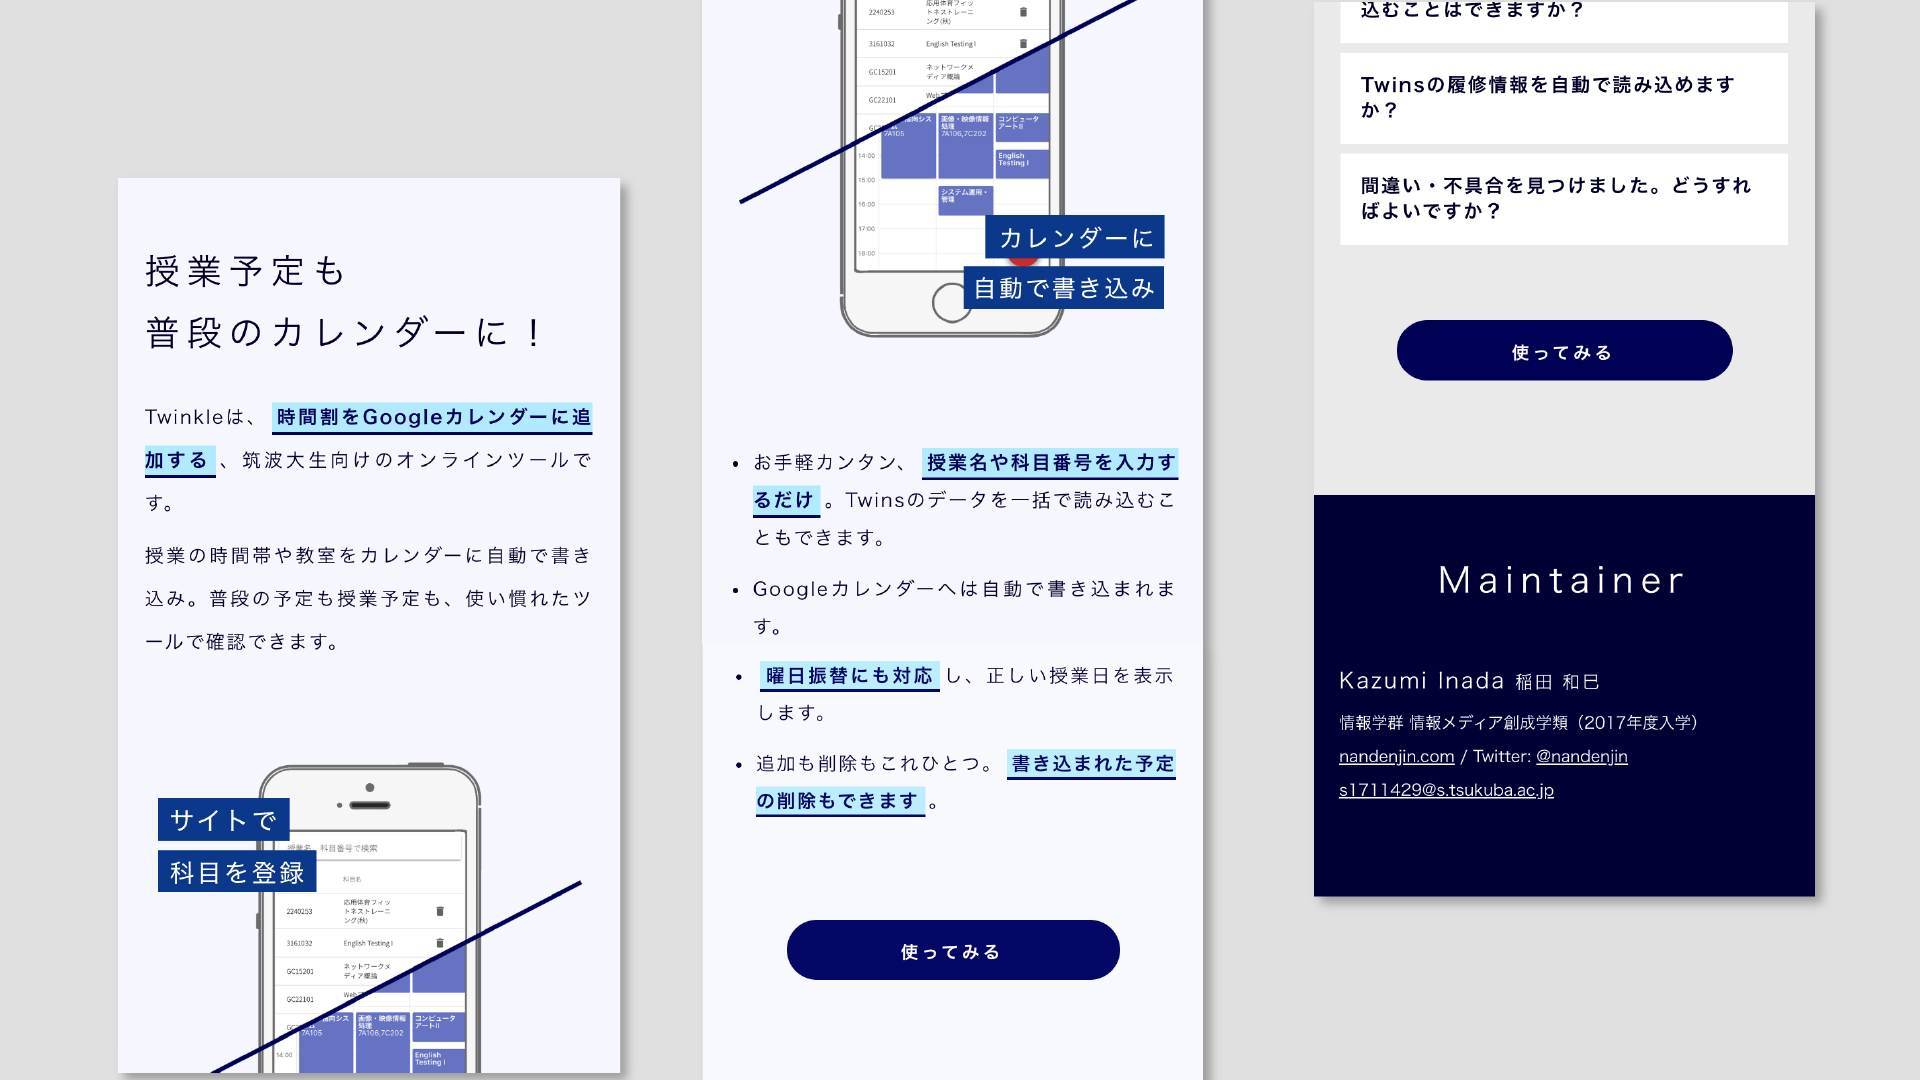 授業予定も
普段のカレンダーに！
Twinkleは、 時間割をGoogleカレンダーに追
加する 、筑波大生向けのオンラインツールで
す。
授業の時間帯や教室をカレンダーに自動で書き
込み。普段の予定も授業予定も、使い慣れたツ
ールで確認できます。
サイトで
科目を登録
授業名、科目番号で検索
科目名
2240253
応用体育フィッ
トネストレーニ
ング(秋)
3161032
English Testing I
GC15201
ネットワークメ
ディア概論
GC22101
Web
指向シス
7A105
画像・映像情報
処理
7A106,7C202
コンピュータ
アートII
14:00
English
Testing I
2240253
応用体育フィッ
トネストレーニ
ング(秋)
3161032
English Testing I
GC15201
ネットワークメ
ディア概論
GC22101
Web
指向シス
7A105
画像・映像情報
処理
7A106,7C202
コンピュータ
アートII
14:00
English
Testing I
15:00
システム運用・
管理
16:00
17:00
18:00
カレンダーに
自動で書き込み
• お手軽カンタン、 授業名や科目番号を入力す
るだけ 。Twinsのデータを一括で読み込むこ
ともできます。
• Googleカレンダーへは自動で書き込まれま
す。
• 曜日振替にも対応 し、正しい授業日を表示
します。
• 追加も削除もこれひとつ。 書き込まれた予定
の削除もできます 。
使ってみる
込むことはできますか？
Twinsの履修情報を自動で読み込めます
か？
間違い・不具合を見つけました。どうすれ
ばよいですか？
使ってみる
Maintainer
Kazumi Inada 稲田 和巳
情報学群 情報メディア創成学類（2017年度入学）
nandenjin.com / Twitter: @nandenjin
s1711429@s.tsukuba.ac.jp